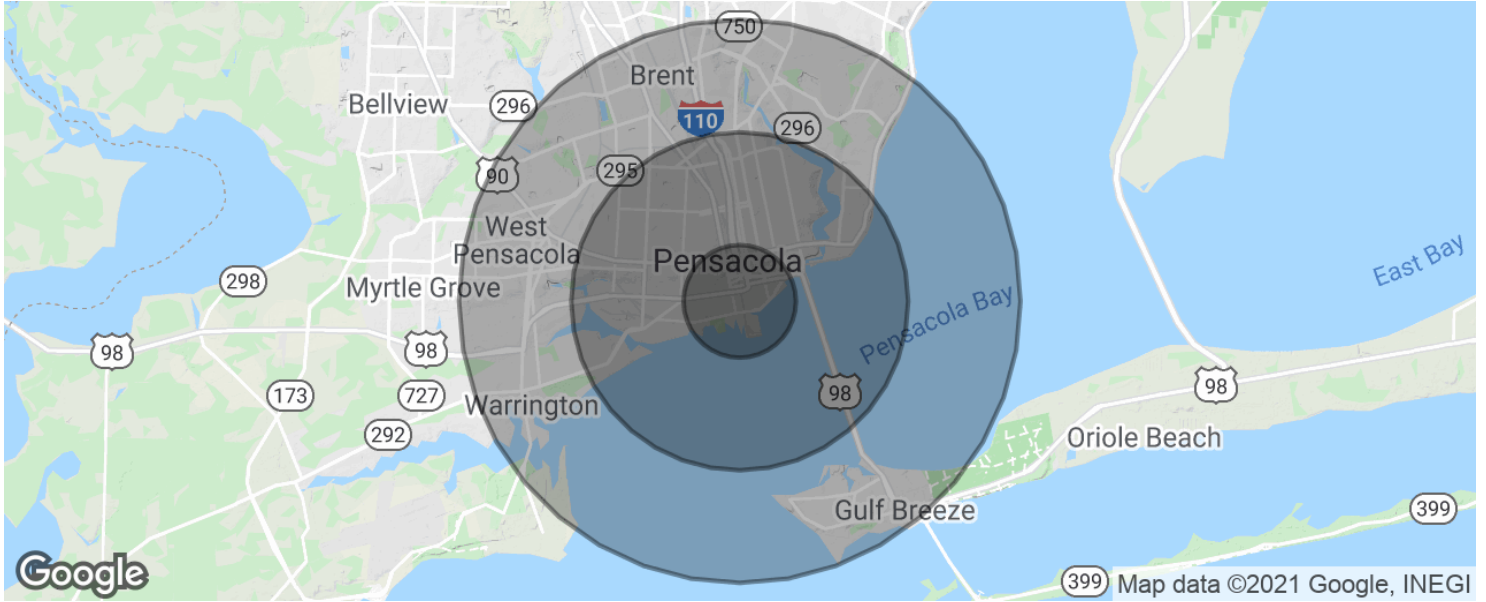 750
Brent
Bellview
296
110
296
295
90
West
Pensacola
Pensacola
East Bay
298
Myrtle Grove
Pensacola Bay
98
98
98
98
173
727
Warrington
292
Oriole Beach
Gulf Breeze
399
Google
399
Map data ©2021 Google, INEGI